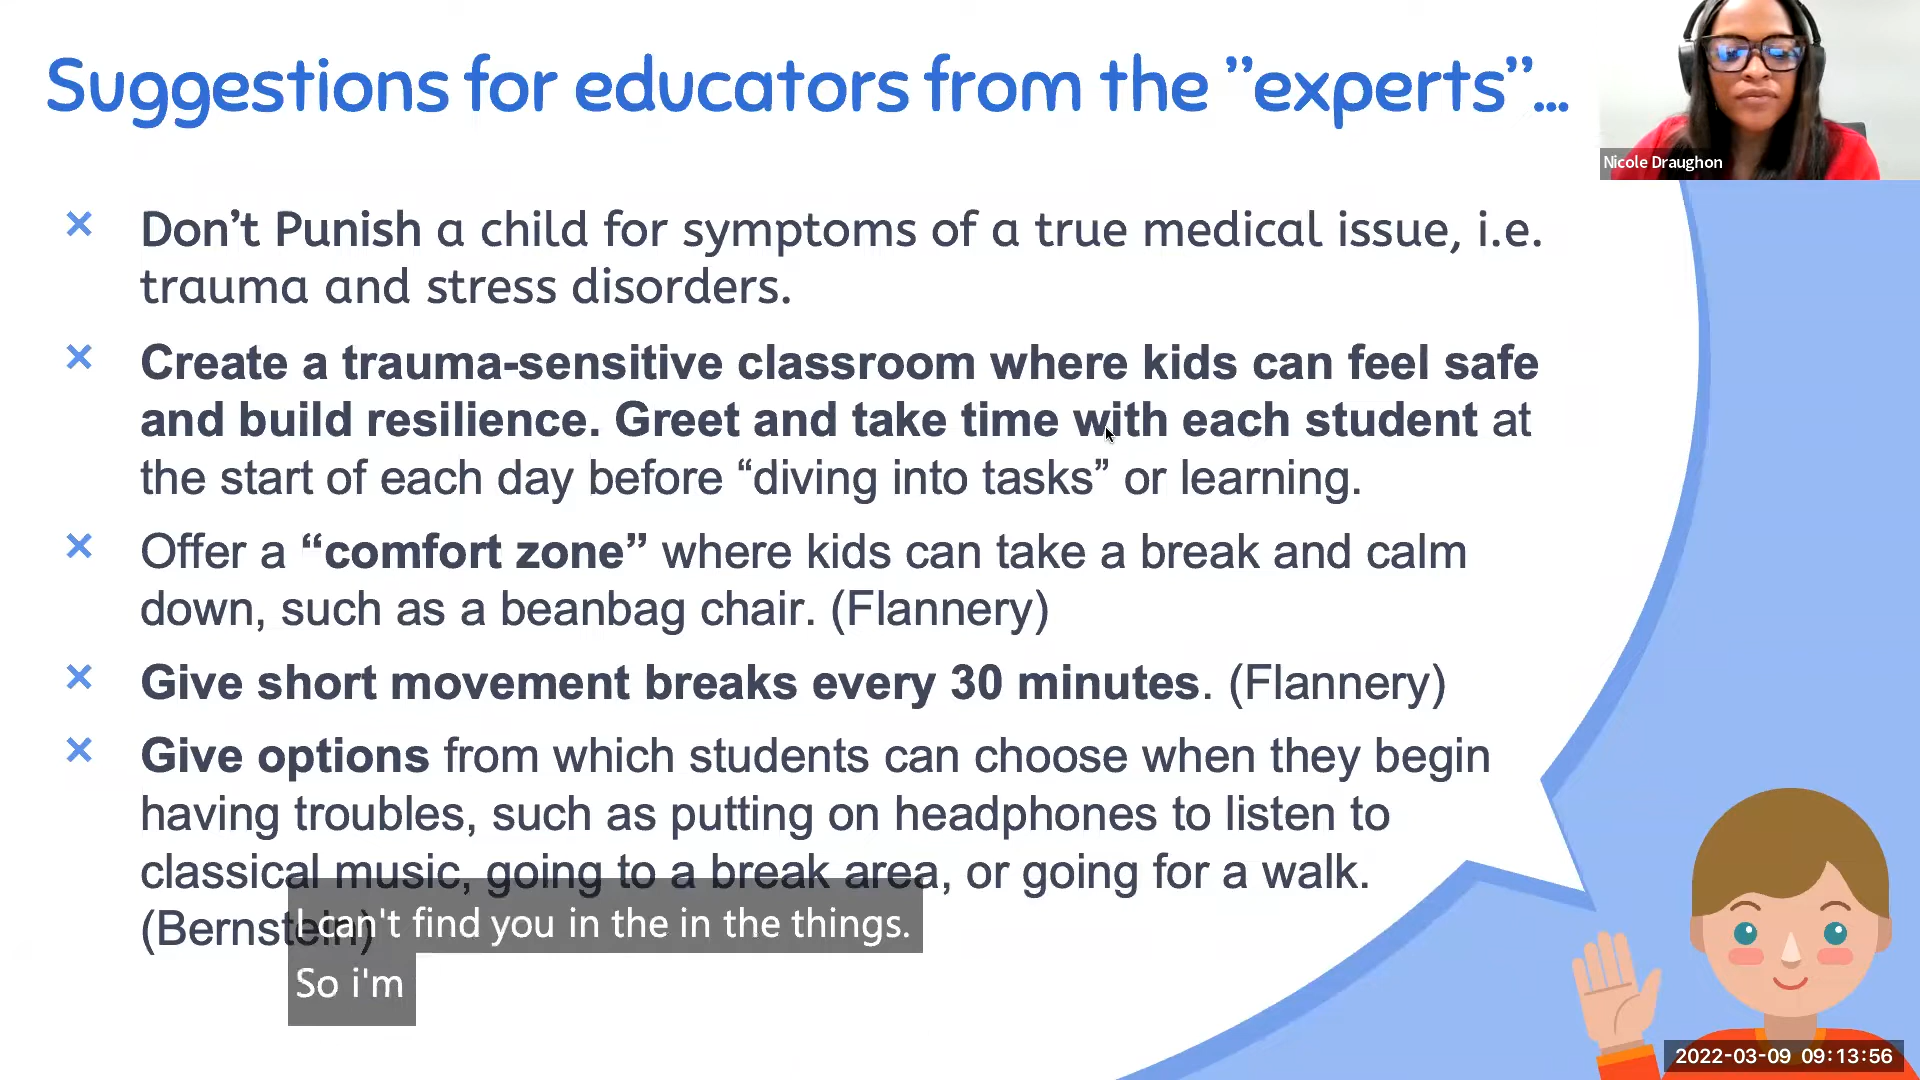 Suggestions for educators from the ”experts”...
Nicole Draughon
× Don’t Punish a child for symptoms of a true medical issue, i.e.
trauma and stress disorders.
× Create a trauma-sensitive classroom where kids can feel safe
and build resilience. Greet and take time with each student at
the start of each day before “diving into tasks” or learning.
× Offer a “comfort zone” where kids can take a break and calm
down, such as a beanbag chair. (Flannery)
× Give short movement breaks every 30 minutes. (Flannery)
× Give options from which students can choose when they begin
having troubles, such as putting on headphones to listen to
classical music, going to a break area, or going for a walk.
(Bernstein)
I can't find you in the in the things.
So i'm
2022-03-09 09:13:56